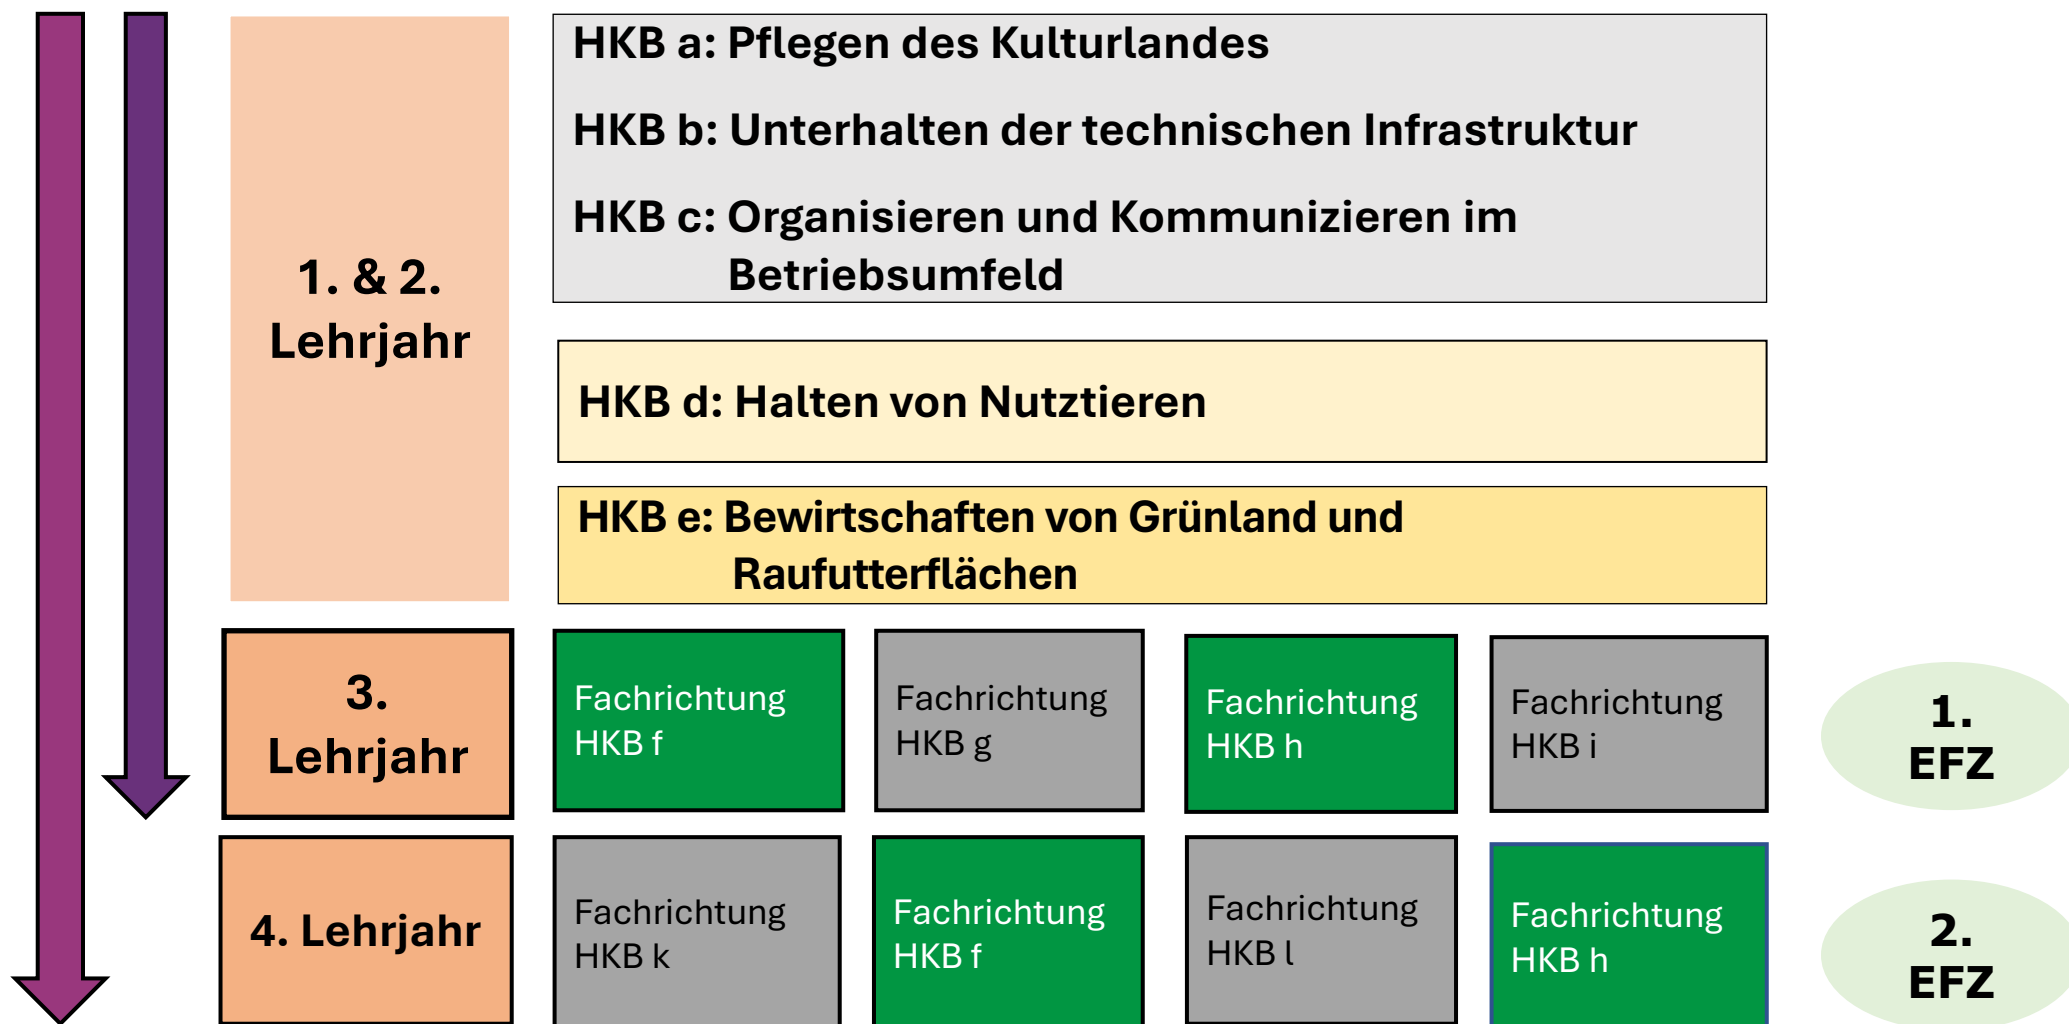 HKB a: Pflegen des Kulturlandes
HKB b: Unterhalten der technischen Infrastruktur
HKB c: Organisieren und Kommunizieren im
Betriebsumfeld
1. & 2.
Lehrjahr
HKB d: Halten von Nutztieren
HKB e: Bewirtschaften von Grünland und
Raufutterflächen
3.
Lehrjahr
Fachrichtung
HKB f
Fachrichtung
HKB g
Fachrichtung
HKB h
Fachrichtung
HKB i
1.
EFZ
4. Lehrjahr
Fachrichtung
HKB k
Fachrichtung
HKB f
Fachrichtung
HKB l
Fachrichtung
HKB h
2.
EFZ